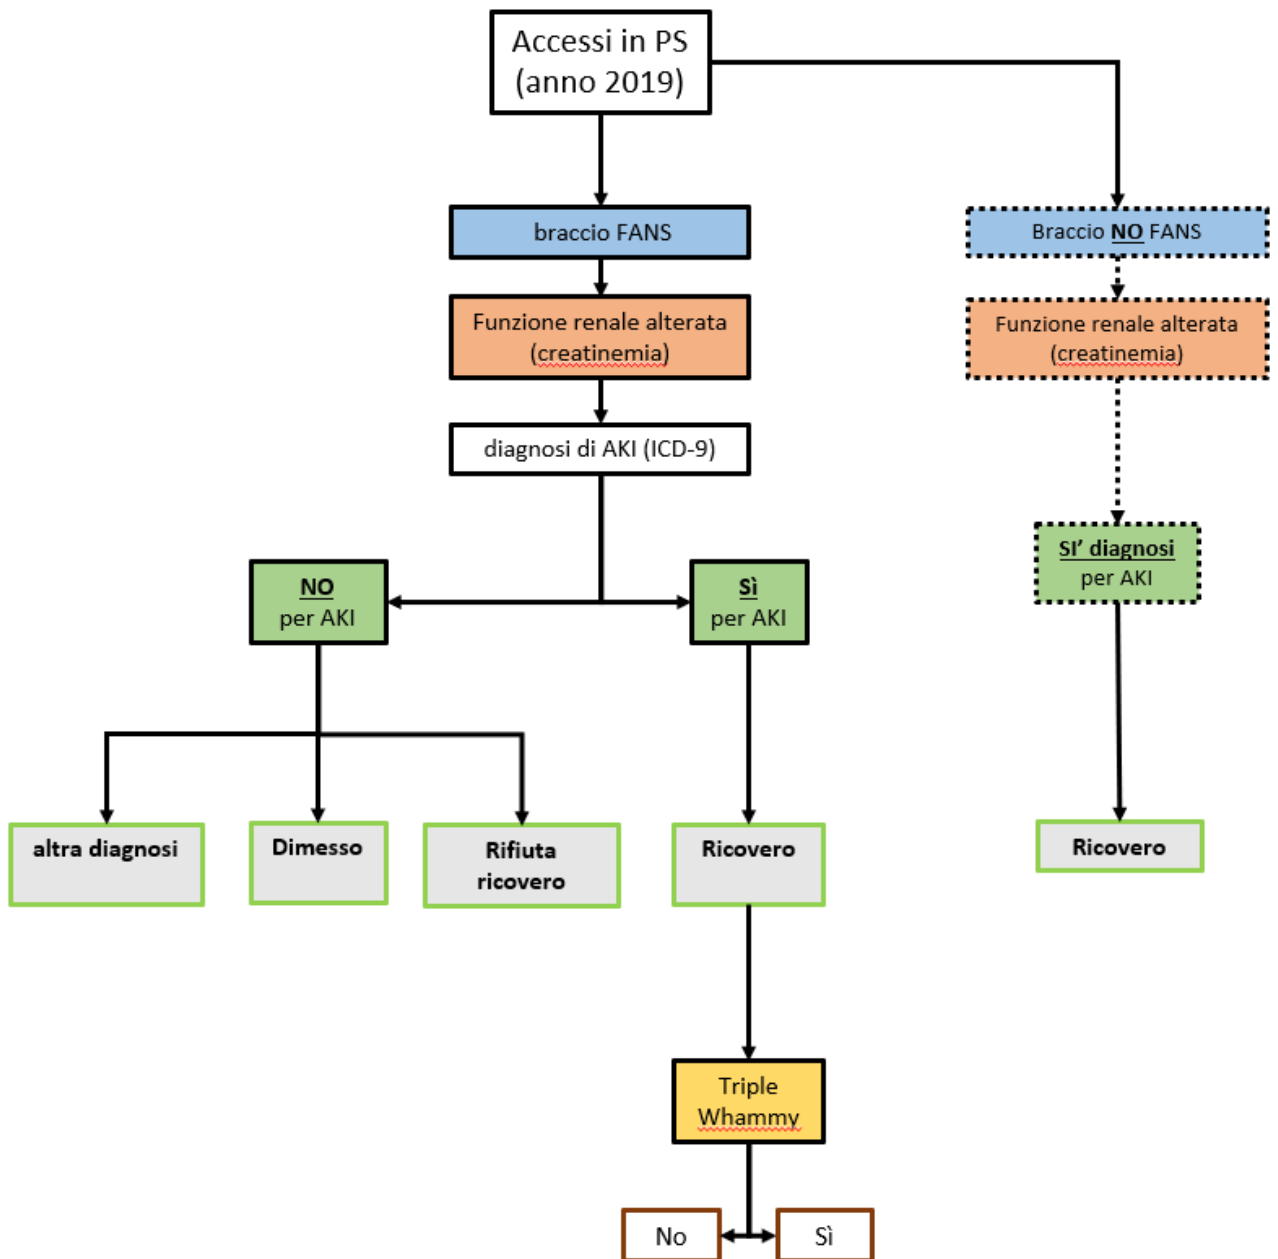 Accessi in PS
(anno 2019)
braccio FANS
Braccio NO FANS
Funzione renale alterata
(creatinemia)
Funzione renale alterata
(creatinemia)
diagnosi di AKI (ICD-9)
SI’ diagnosi
per AKI
NO
per AKI
Sì
per AKI
altra diagnosi
Dimesso
Rifiuta
ricovero
Ricovero
Ricovero
Triple
Whammy
No
Sì